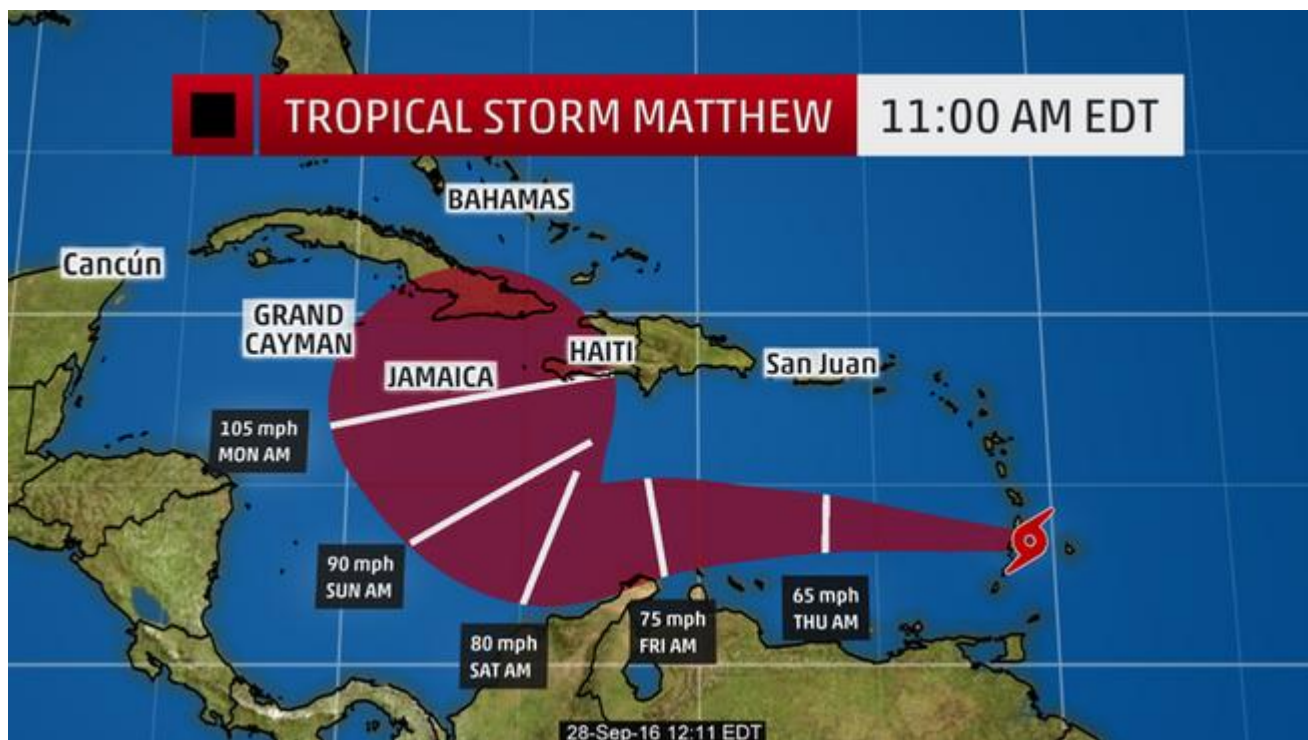 TROPICAL STORM MATTHEW
11:00 AM EDT
BAHAMAS
Cancún
GRAND
CAYMAN
HAITI
San Juan
JAMAICA
105 mph
MON AM
90 mph
SUN AM
80 mph
SAT AM
75 mph
FRI AM
65 mph
THU AM
28-Sep-16 12:11 EDT